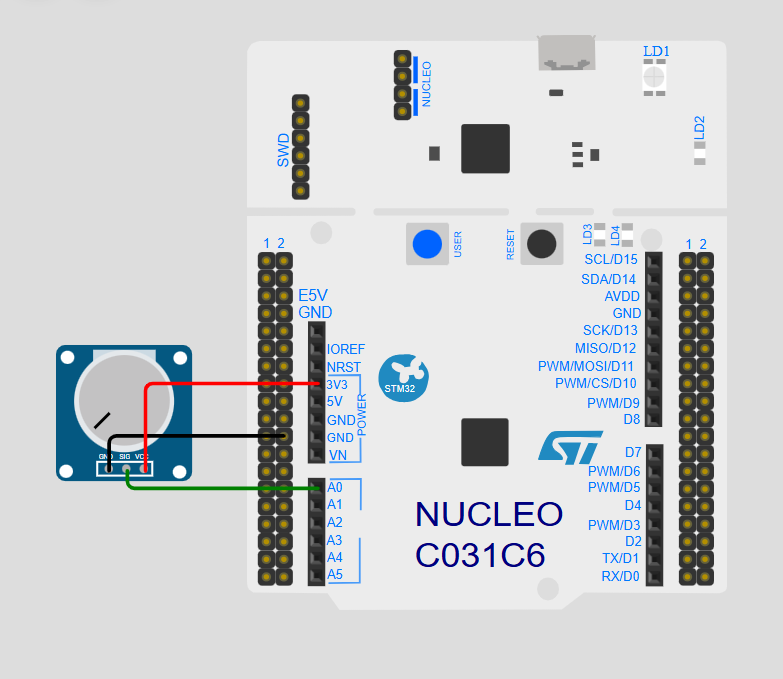 LD1
NUCLEO
LD2
SWD
USER
RESET
LD3
LD4
1 2
1 2
SCL/D15
SDA/D14
AVDD
GND
SCK/D13
MISO/D12
PWM/MOSI/D11
PWM/CS/D10
PWM/D9
D8
E5V
GND
IOREF
NRST
3V3
5V
GND
GND
VN
POWER
STM32
GND SIG VCC
ST
D7
PWM/D6
PWM/D5
D4
PWM/D3
D2
TX/D1
RX/D0
A0
A1
A2
A3
A4
A5
NUCLEO
C031C6